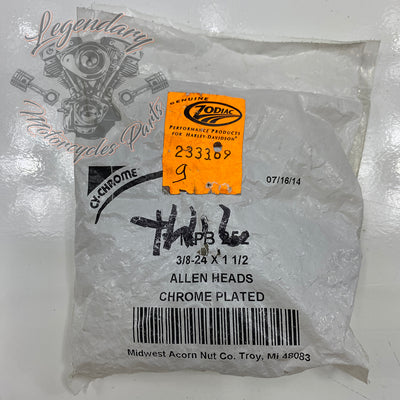 Legendary
Motorcycles Parts
GENUINE
ZODIAC
PERFORMANCE PRODUCTS
FOR HARLEY-DAVIDSON®
233309
9
07/16/14
CY-CHROME
3/8-24 X 1 1/2
ALLEN HEADS
CHROME PLATED
Midwest Acorn Nut Co. Troy, Mi 48083